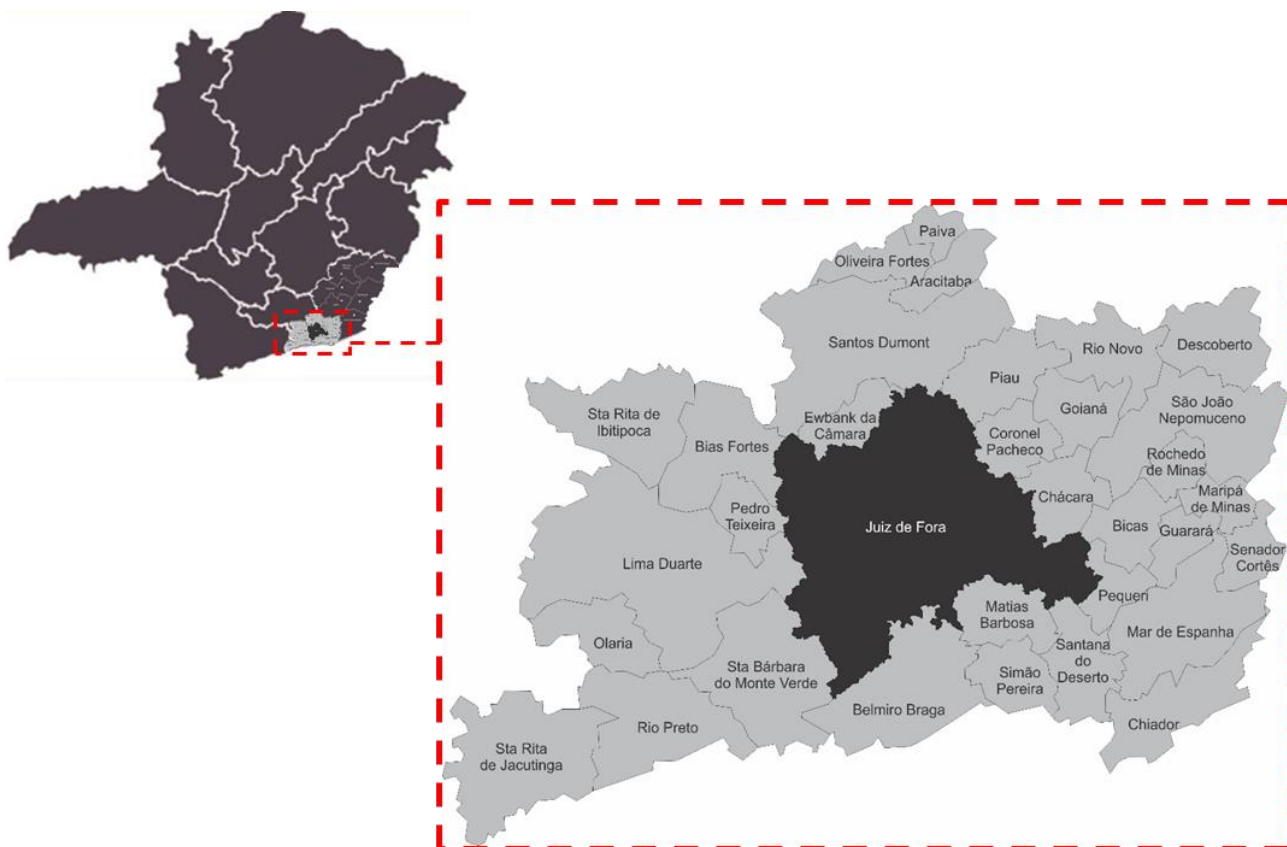 Paiva
Oliveira Fortes
Aracitaba
Santos Dumont
Rio Novo
Descoberto
Piau
Goianá
São João
Nepomuceno
Sta Rita de
Ibitipoca
Ewbank da
Câmara
Bias Fortes
Coronel
Pacheco
Rochedo
de Minas
Chácara
Maripá
de Minas
Pedro
Teixeira
Juiz de Fora
Bicas
Guarará
Lima Duarte
Senador
Cortês
Pequeri
Matias
Barbosa
Mar de Espanha
Olaria
Santana
do
Deserto
Sta Bárbara
do Monte Verde
Simão
Pereira
Belmiro Braga
Chiador
Rio Preto
Sta Rita
de Jacutinga